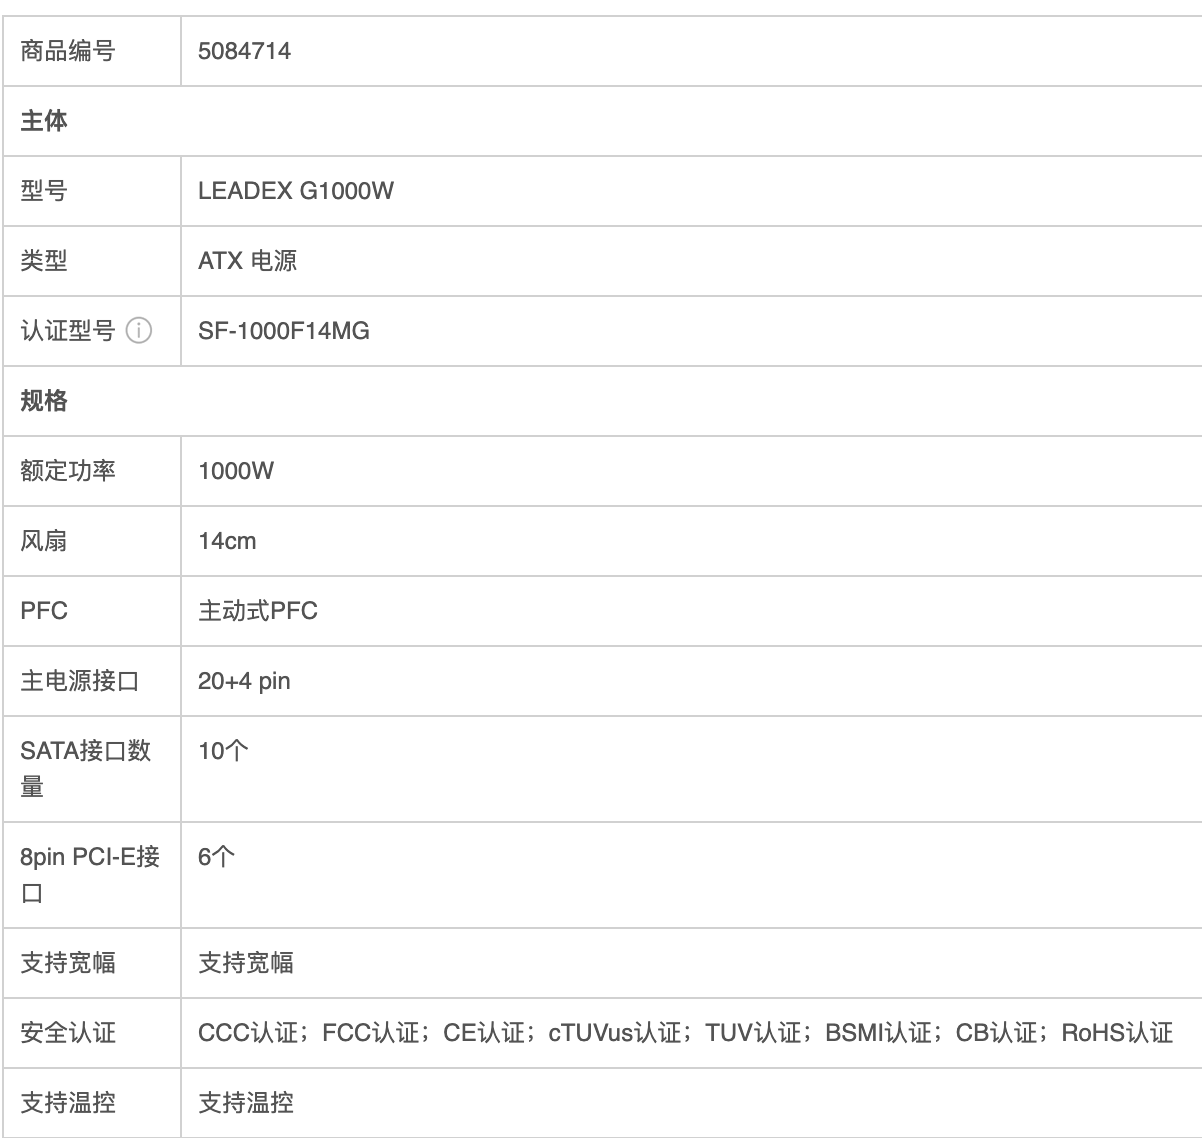 商品编号 5084714
主体
型号 LEADEX G1000W
类型 ATX 电源
认证型号 SF-1000F14MG
规格
额定功率 1000W
风扇 14cm
PFC 主动式PFC
主电源接口 20+4 pin
SATA接口数 10个
量
8pin PCI-E接 6个
口
支持宽幅 支持宽幅
安全认证 CCC认证；FCC认证；CE认证；cTUVus认证；TUV认证；BSMI认证；CB认证；RoHS认证
支持温控 支持温控